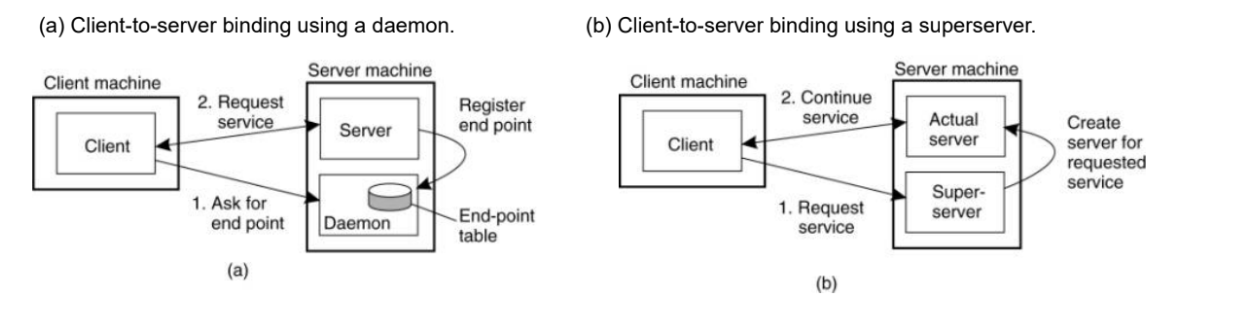 (a) Client-to-server binding using a daemon.
(b) Client-to-server binding using a superserver.
Client machine
Server machine
2. Request
service
Register
end point
Client
Server
1. Ask for
end point
Daemon
End-point
table
(a)
Client machine
Server machine
2. Continue
service
Client
Actual
server
Create
server for
requested
service
1. Request
service
Super-
server
(b)